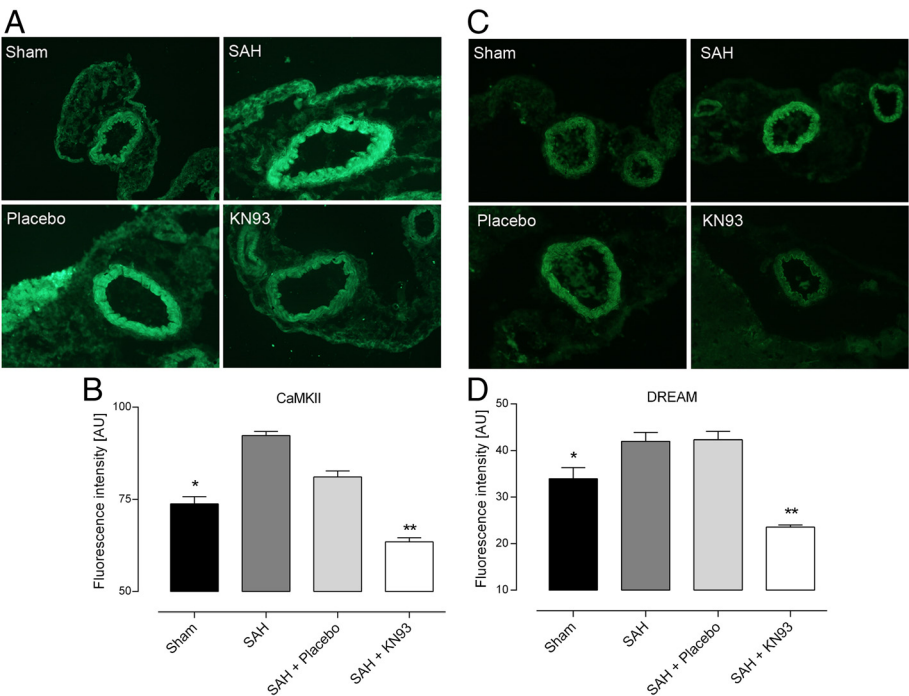 A
C
Sham
SAH
Sham
SAH
Placebo
KN93
Placebo
KN93
B
CaMKII
Fluorescence intensity [AU]
100
75
50
*
**
Sham
SAH
SAH + Placebo
SAH + KN93
D
DREAM
Fluorescence intensity [AU]
50
40
30
20
10
*
**
Sham
SAH
SAH + Placebo
SAH + KN93